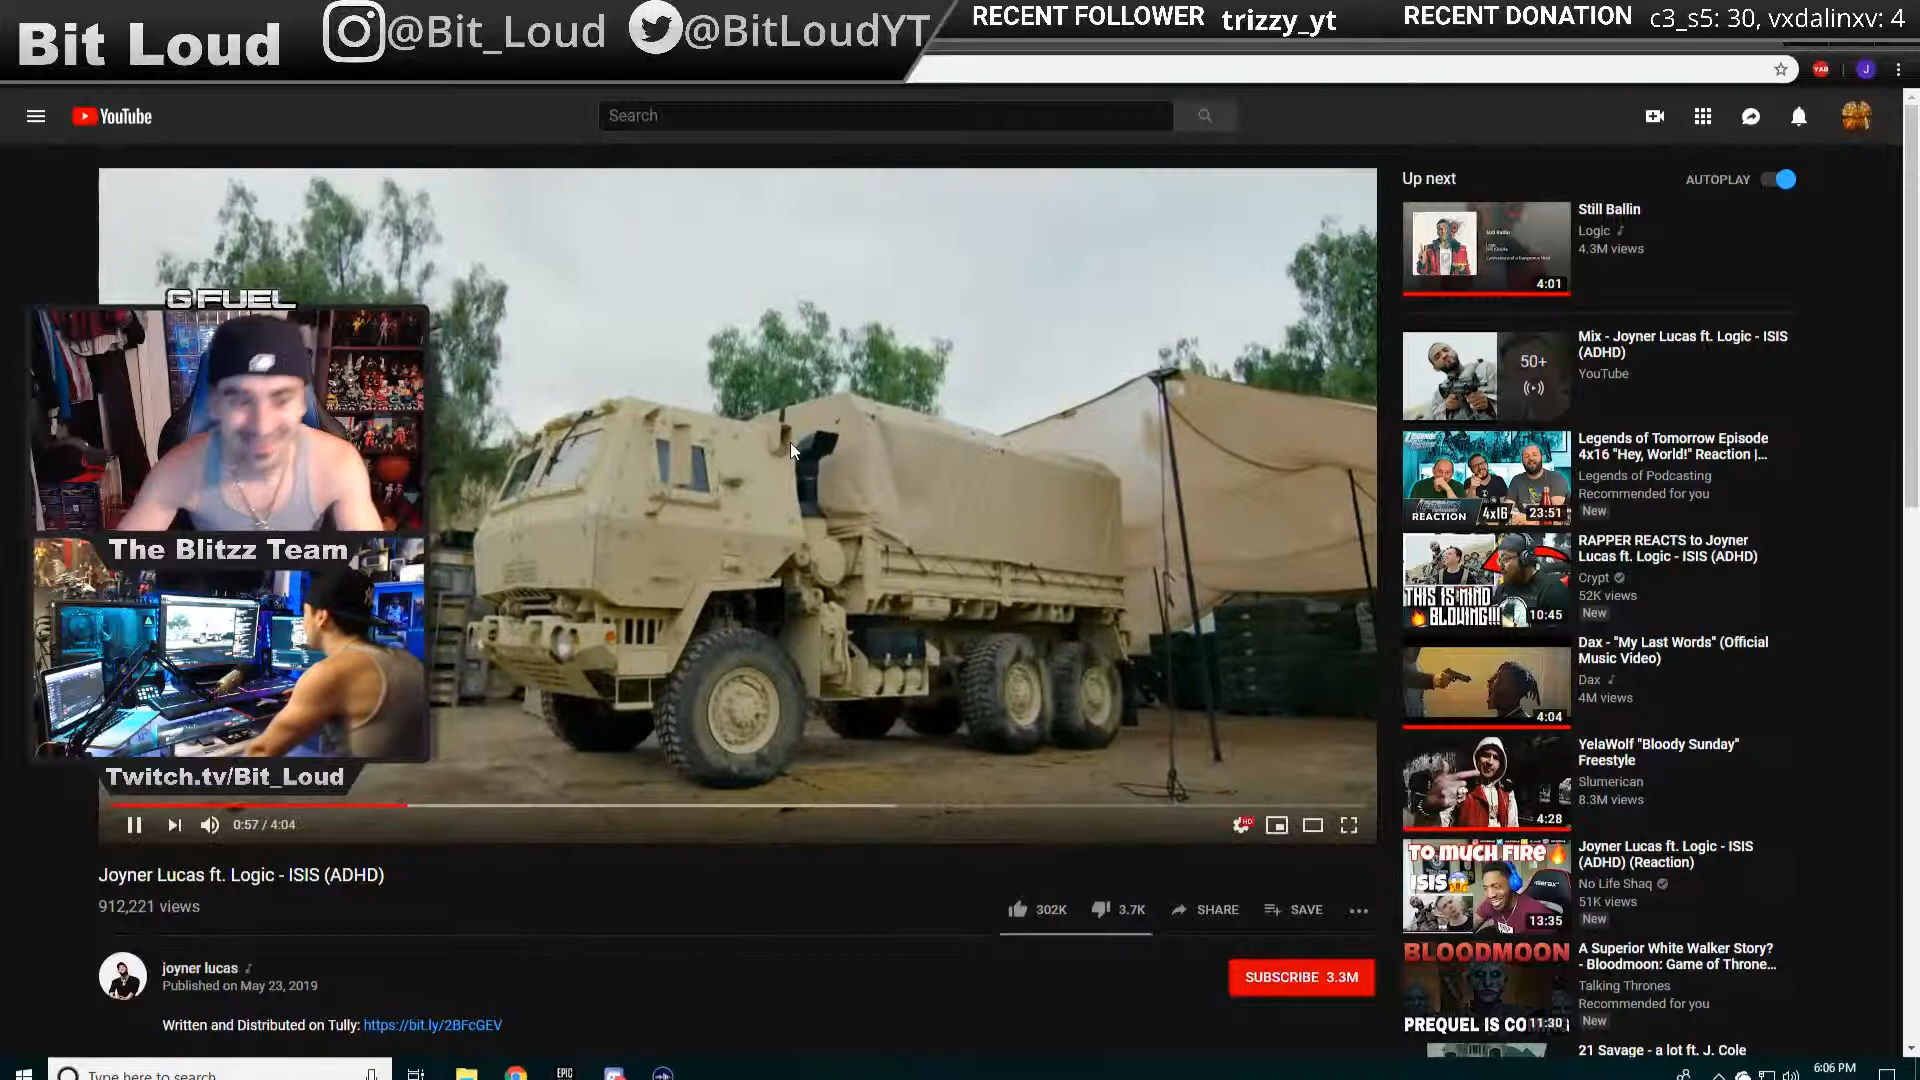 Bit Loud
@Bit_Loud
@BitLoudYT
RECENT FOLLOWER trizzy_yt
RECENT DONATION c3_s5: 30, vxdalinxv: 4
YAB
J
YouTube
Search
G FUEL
The Blitzz Team
Twitch.tv/Bit_Loud
0:57 / 4:04
HD
Joyner Lucas ft. Logic - ISIS (ADHD)
912,221 views
302K
3.7K
SHARE
SAVE
joyner lucas
Published on May 23, 2019
SUBSCRIBE 3.3M
Written and Distributed on Tully: https://bit.ly/2BFcGEV
Up next
AUTOPLAY
Still Ballin
Logic
4.3M views
4:01
Mix - Joyner Lucas ft. Logic - ISIS
(ADHD)
YouTube
50+
Legends of Tomorrow Episode
4x16 "Hey, World!" Reaction |...
Legends of Podcasting
Recommended for you
New
REACTION 4x16 23:51
RAPPER REACTS to Joyner
Lucas ft. Logic - ISIS (ADHD)
Crypt
52K views
New
THIS IS MIND
BLOWING!!!
10:45
Dax - "My Last Words" (Official
Music Video)
Dax
4M views
4:04
YelaWolf "Bloody Sunday"
Freestyle
Slumerican
8.3M views
4:28
Joyner Lucas ft. Logic - ISIS
(ADHD) (Reaction)
No Life Shaq
51K views
New
TO MUCH FIRE
ISIS
13:35
A Superior White Walker Story?
- Bloodmoon: Game of Throne...
Talking Thrones
Recommended for you
New
BLOODMOON
PREQUEL IS CO
11:30
21 Savage - a lot ft. J. Cole
Type here to search
EPIC
6:06 PM